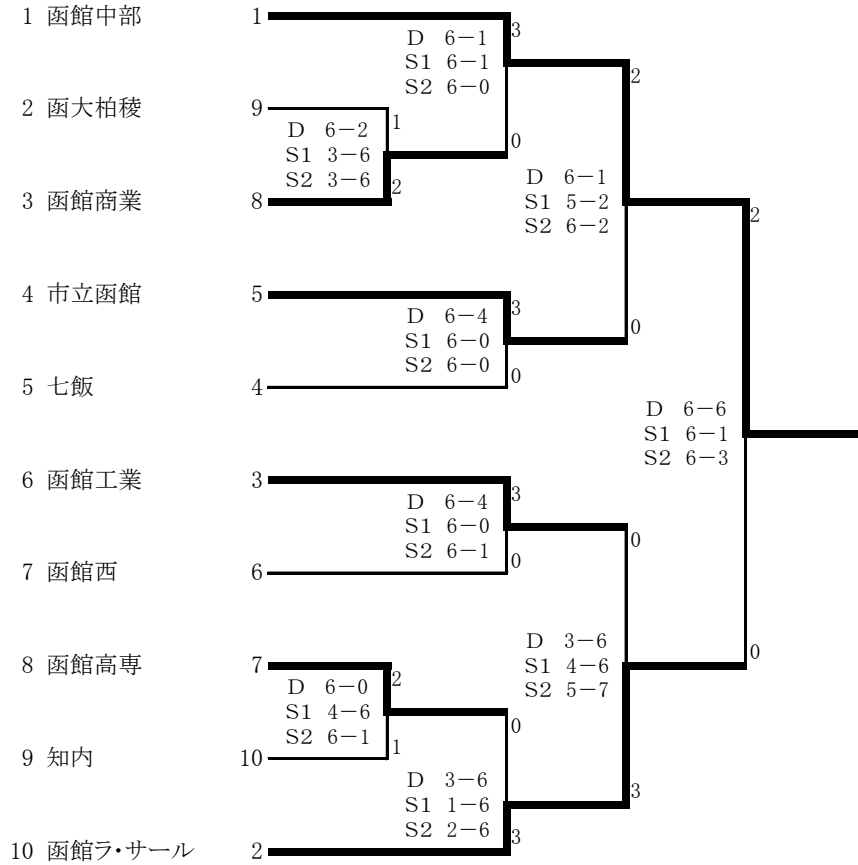 1 函館中部 1
3
D 6-1
S1 6-1
S2 6-0
2
2 函大柏稜 9
1
0
D 6-2
S1 3-6
S2 3-6
2
D 6-1
S1 5-2
S2 6-2
3 函館商業 8
2
4 市立函館 5
3
D 6-4
S1 6-0
S2 6-0
0
0
5 七飯 4
D 6-6
S1 6-1
S2 6-3
6 函館工業 3
3
D 6-4
S1 6-0
S2 6-1
0
0
7 函館西 6
D 3-6
S1 4-6
S2 5-7
0
8 函館高専 7
2
D 6-0
S1 4-6
S2 6-1
0
1
9 知内 10
D 3-6
S1 1-6
S2 2-6
3
3
10 函館ラ・サール 2